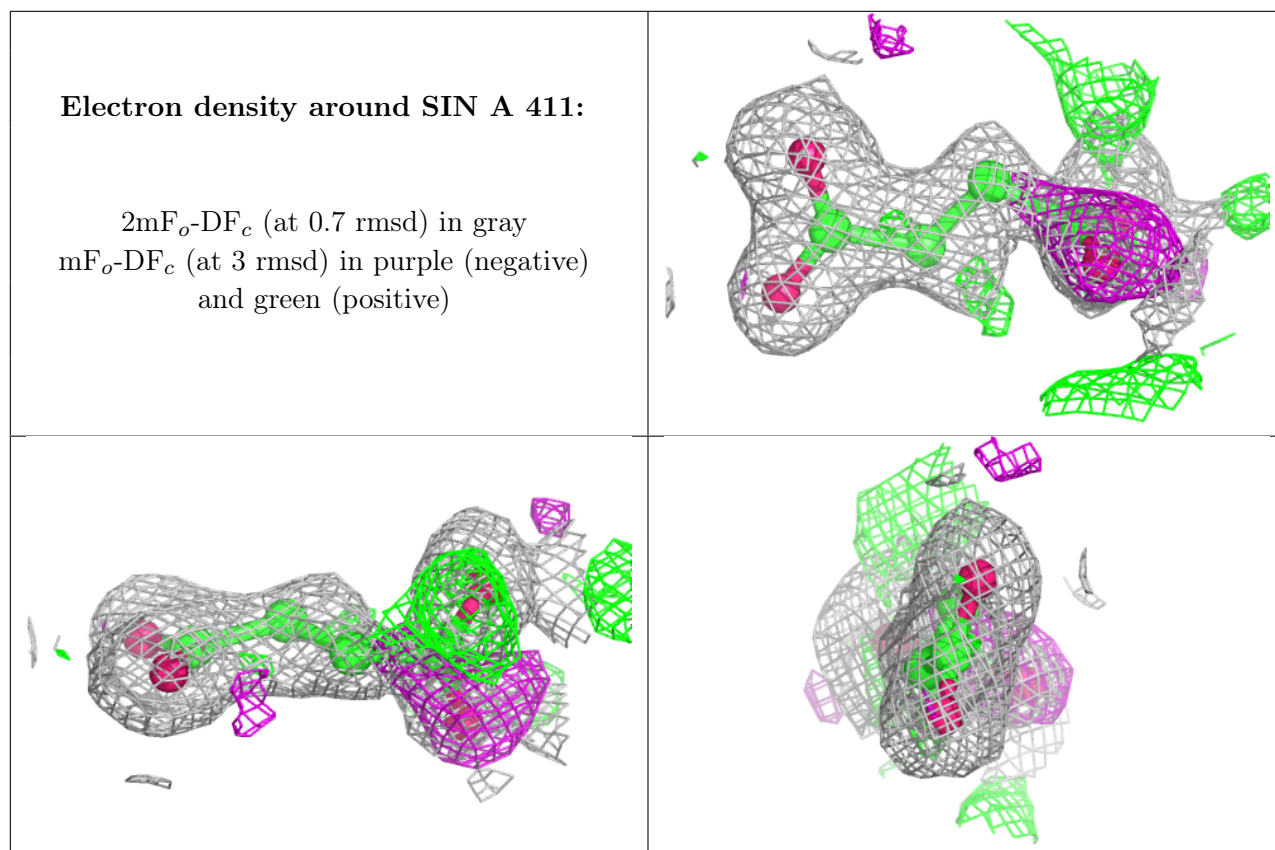 Electron density around SIN A 411:
2mFₒ-DF𝒸 (at 0.7 rmsd) in gray
mFₒ-DF𝒸 (at 3 rmsd) in purple (negative)
and green (positive)